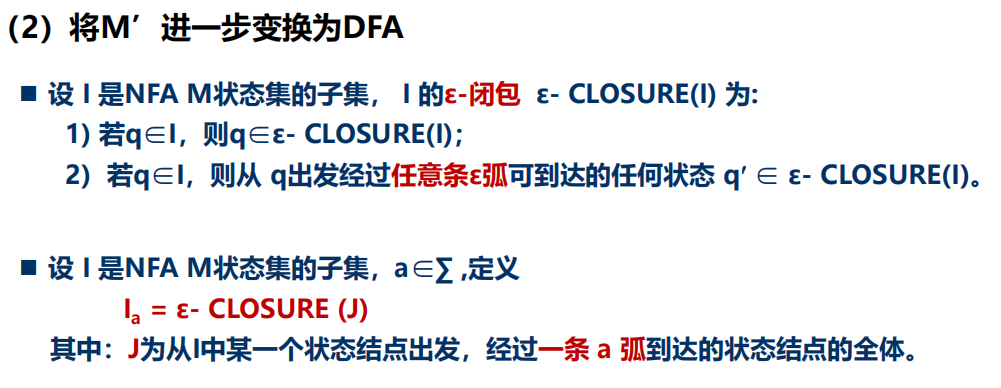 （2）将M′ 进一步变换为DFA
■ 设 I 是NFA M状态集的子集， I 的ε-闭包 ε- CLOSURE(I) 为:
1) 若q∈I，则q∈ε- CLOSURE(I)；
2) 若q∈I，则从 q出发经过任意条ε弧可到达的任何状态 q′ ∈ ε- CLOSURE(I)。
■ 设 I 是NFA M状态集的子集，a∈∑ ,定义
Iₐ = ε- CLOSURE (J)
其中：J为从I中某一个状态结点出发，经过一条 a 弧到达的状态结点的全体。